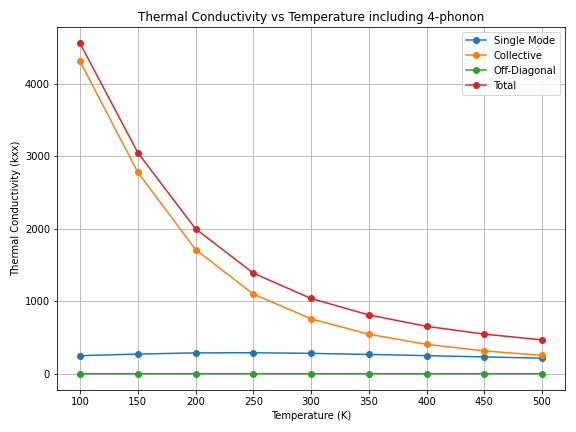 Thermal Conductivity vs Temperature including 4-phonon
Single Mode
Collective
Off-Diagonal
Total
Thermal Conductivity (kxx)
4000
3000
2000
1000
0
100 150 200 250 300 350 400 450 500
Temperature (K)